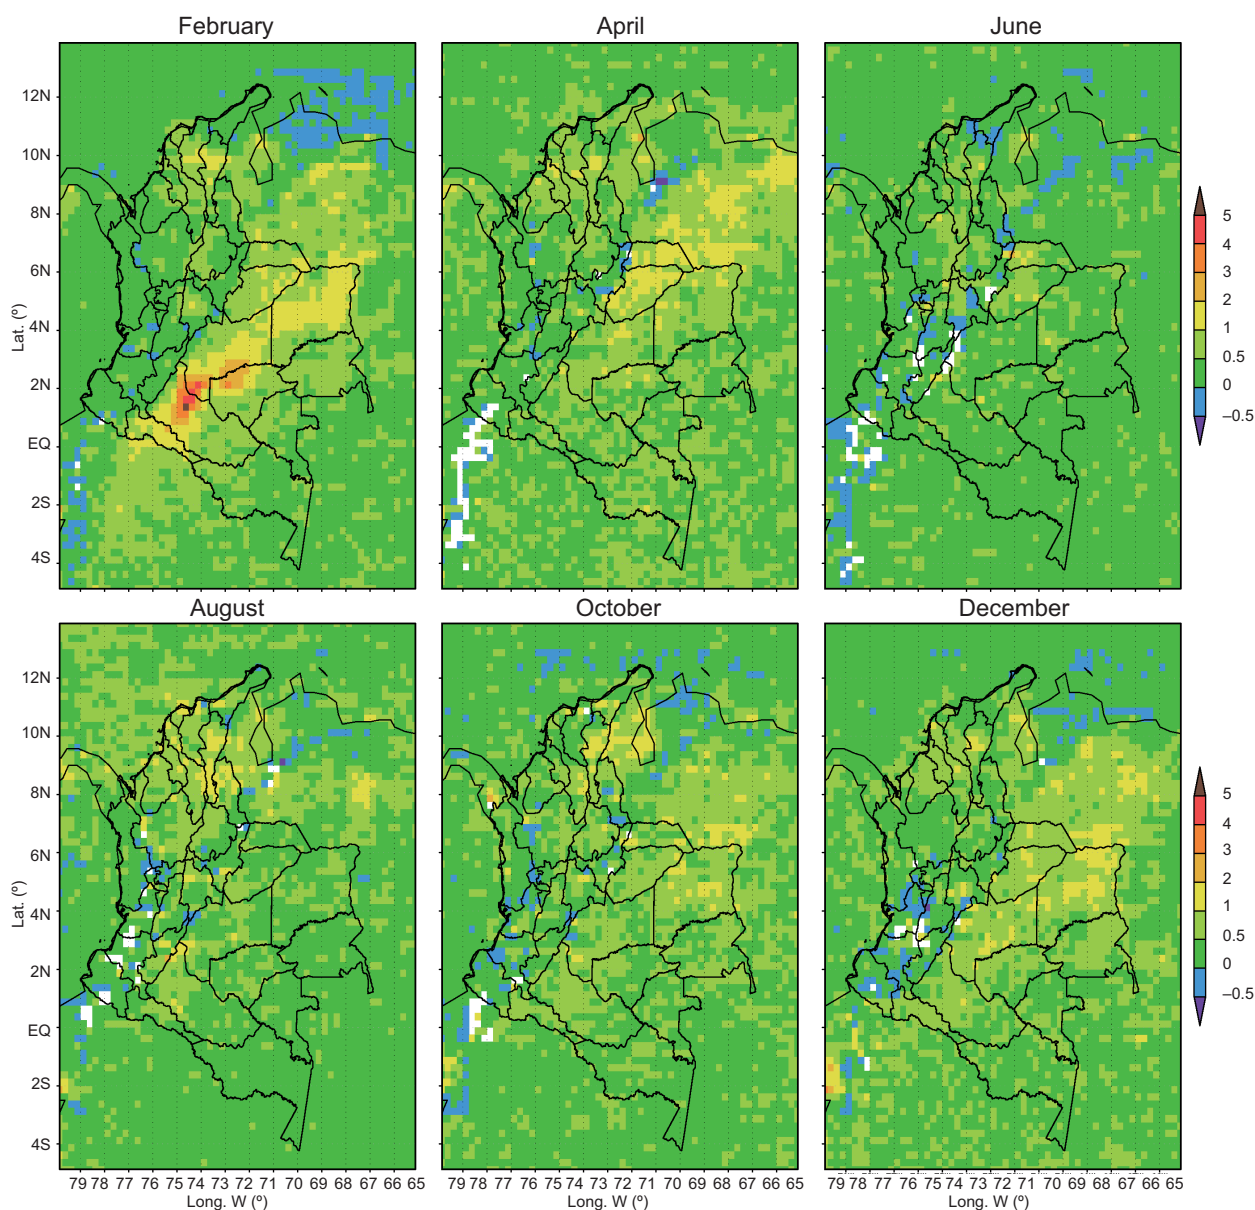 February
April
June
12N
10N
8N
6N
4N
2N
EQ
2S
4S
Lat. (º)
5
4
3
2
1
0.5
0
–0.5
August
October
December
12N
10N
8N
6N
4N
2N
EQ
2S
4S
Lat. (º)
5
4
3
2
1
0.5
0
–0.5
79 78 77 76 75 74 73 72 71 70 69 68 67 66 65
79 78 77 76 75 74 73 72 71 70 69 68 67 66 65
79 78 77 76 75 74 73 72 71 70 69 68 67 66 65
Long. W (º)
Long. W (º)
Long. W (º)